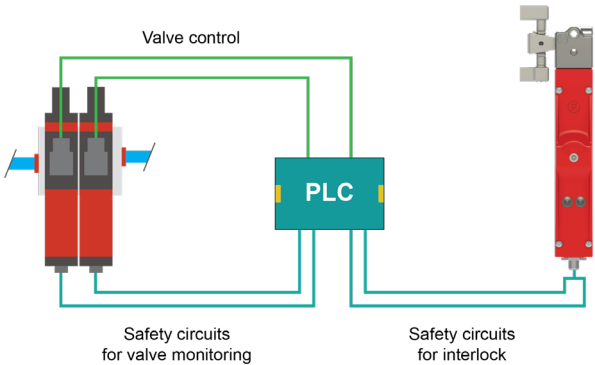 Valve control
PLC
Safety circuits
for valve monitoring
Safety circuits
for interlock